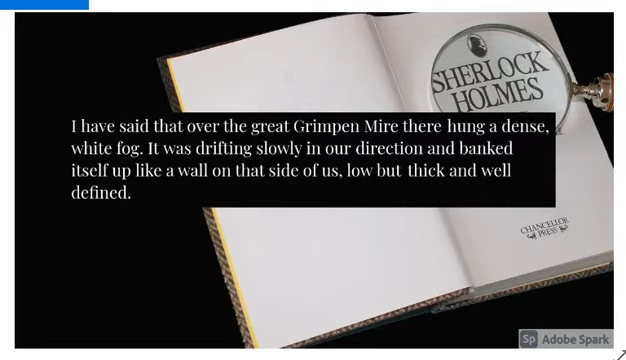 SHERLOCK
HOLMES
I have said that over the great Grimpen Mire there hung a dense,
white fog. It was drifting slowly in our direction and banked
itself up like a wall on that side of us, low but thick and well
defined.
CHANCELLOR
PRESS
Sp Adobe Spark